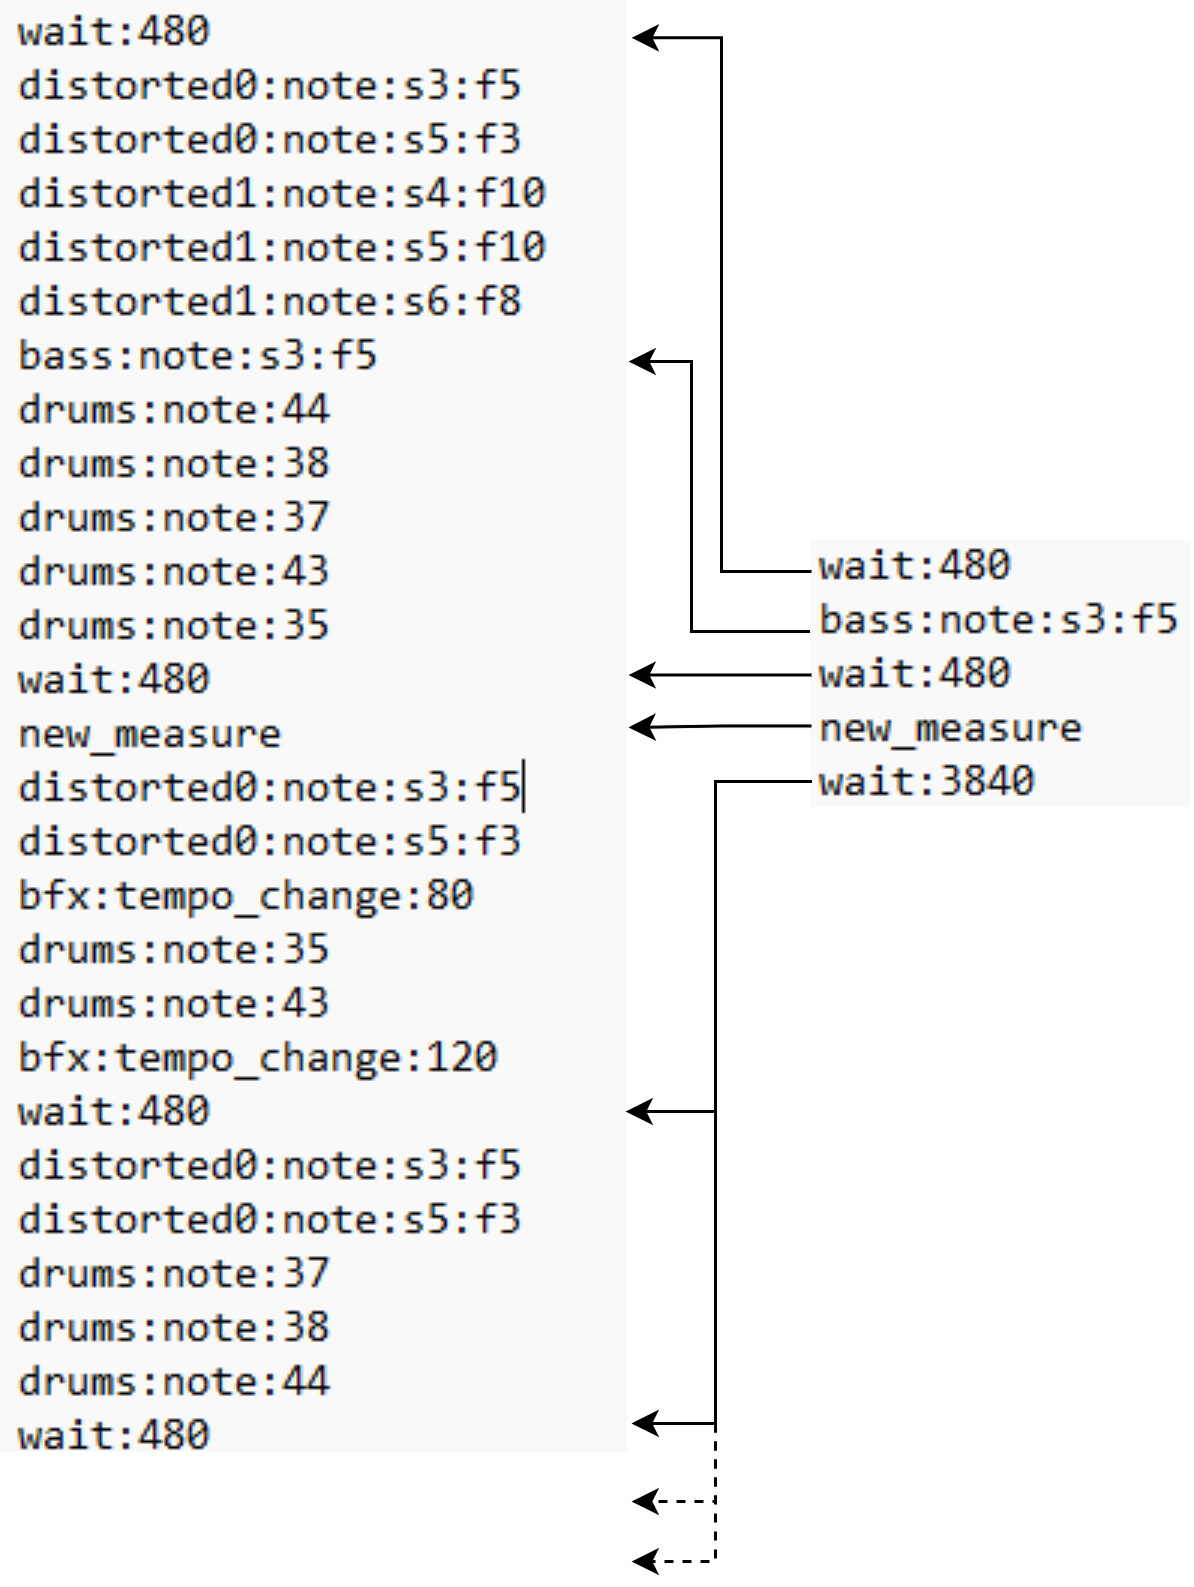 wait:480
distorted0:note:s3:f5
distorted0:note:s5:f3
distorted1:note:s4:f10
distorted1:note:s5:f10
distorted1:note:s6:f8
bass:note:s3:f5
drums:note:44
drums:note:38
drums:note:37
drums:note:43
drums:note:35
wait:480
new_measure
distorted0:note:s3:f5
distorted0:note:s5:f3
bfx:tempo_change:80
drums:note:35
drums:note:43
bfx:tempo_change:120
wait:480
distorted0:note:s3:f5
distorted0:note:s5:f3
drums:note:37
drums:note:38
drums:note:44
wait:480
wait:480
bass:note:s3:f5
wait:480
new_measure
wait:3840